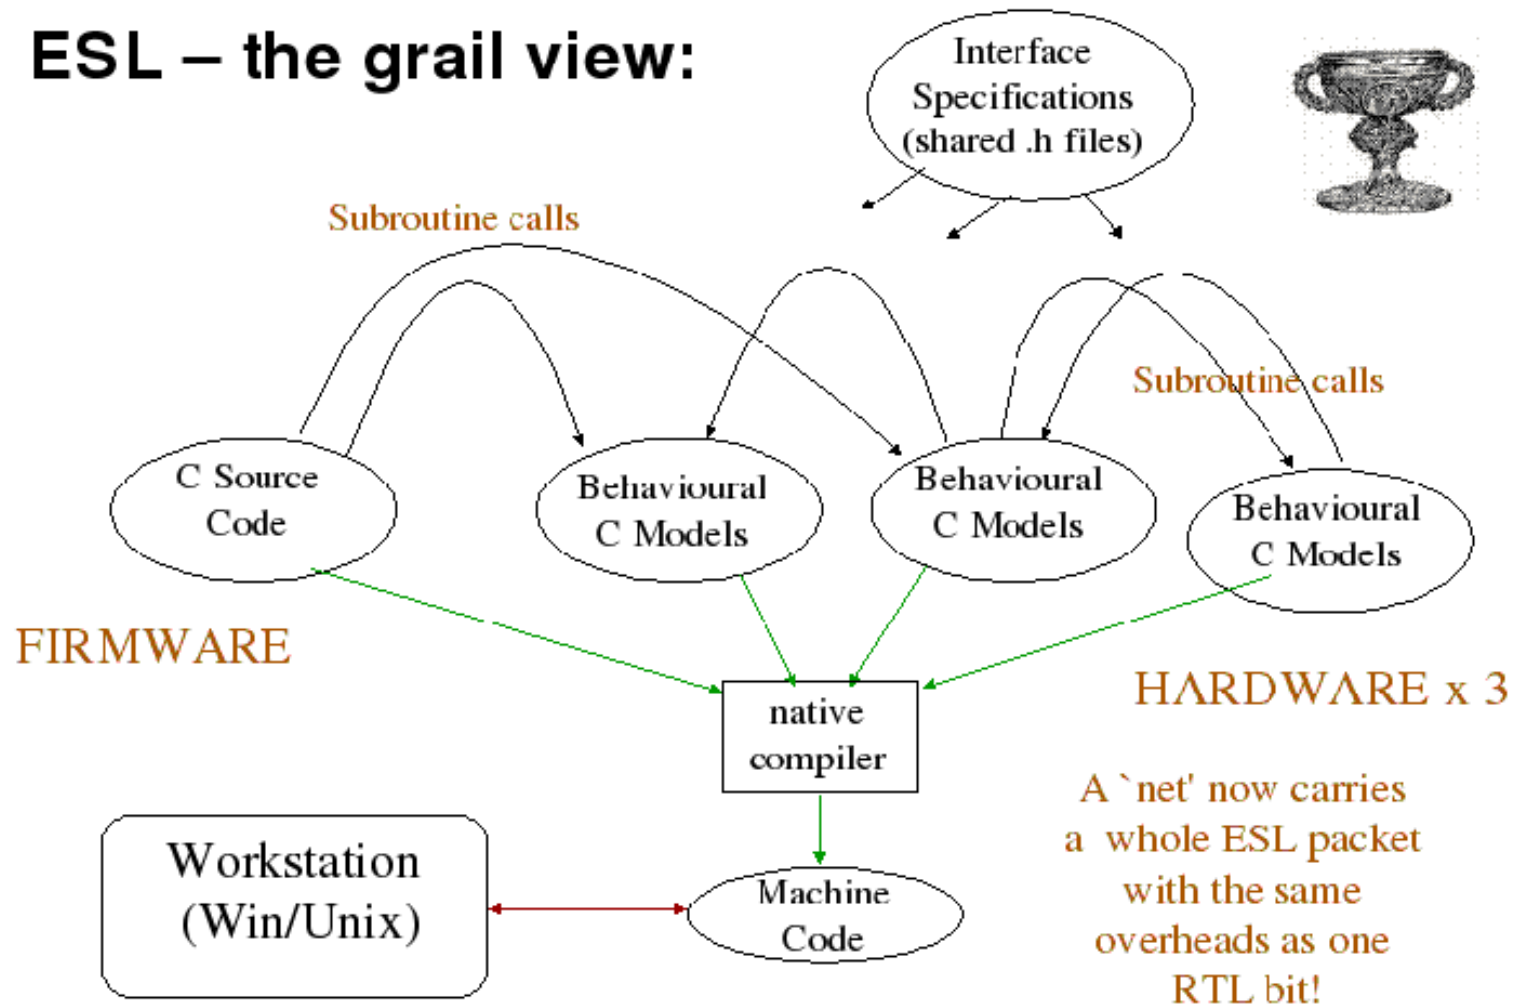 ESL – the grail view:
Interface
Specifications
(shared .h files)
Subroutine calls
Subroutine calls
C Source
Code
Behavioural
C Models
Behavioural
C Models
Behavioural
C Models
FIRMWARE
HARDWARE x 3
native
compiler
A `net' now carries
a whole ESL packet
with the same
overheads as one
RTL bit!
Workstation
(Win/Unix)
Machine
Code